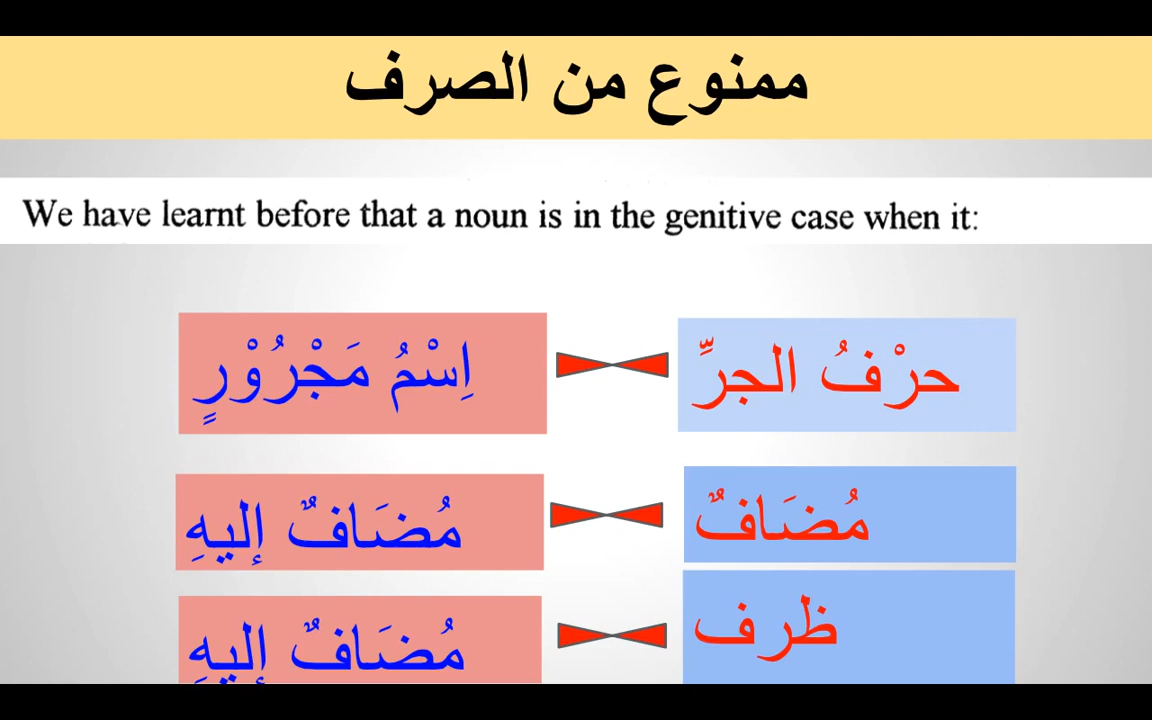 ممنوع من الصرف
We have learnt before that a noun is in the genitive case when it:
حرْفُ الجرِّ
اِسْمُ مَجْرُوْرٍ
مُضَافٌ
مُضَافٌ إليهِ
ظرف
مُضَافٌ إليهِ